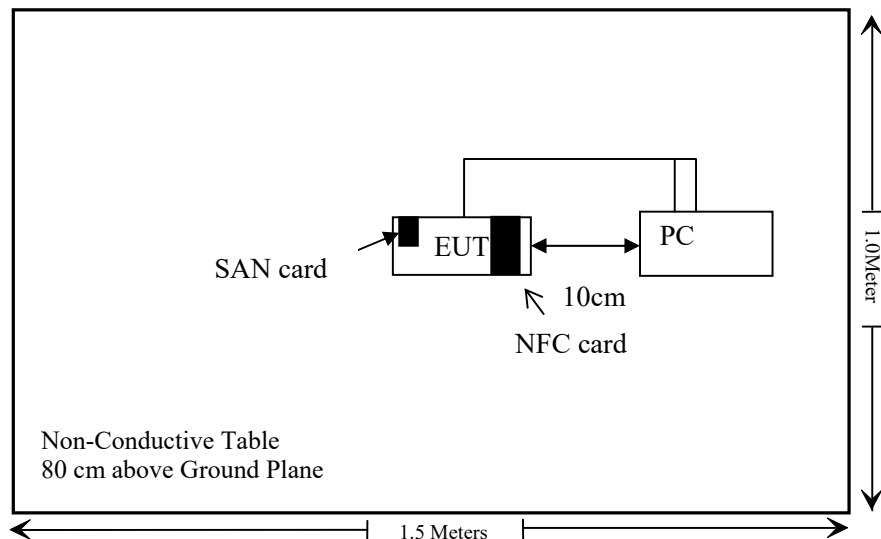 SAN card
EUT
PC
10cm
NFC card
1.0Meter
Non-Conductive Table
80 cm above Ground Plane
1.5 Meters